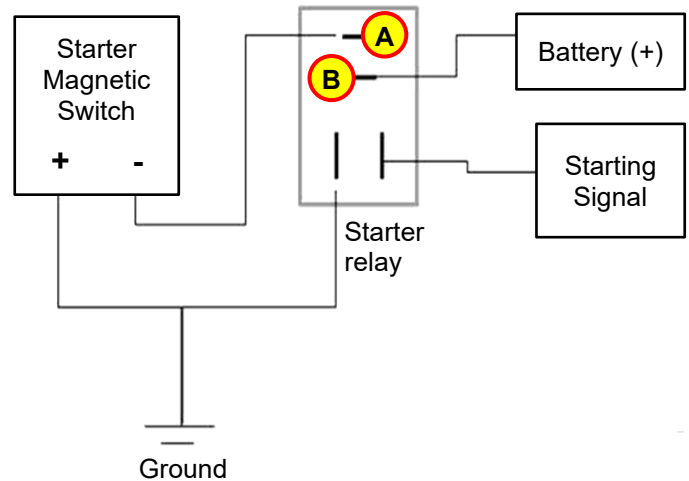 Starter
Magnetic
Switch
+ -
A
B
Battery (+)
Starting
Signal
Starter
relay
Ground